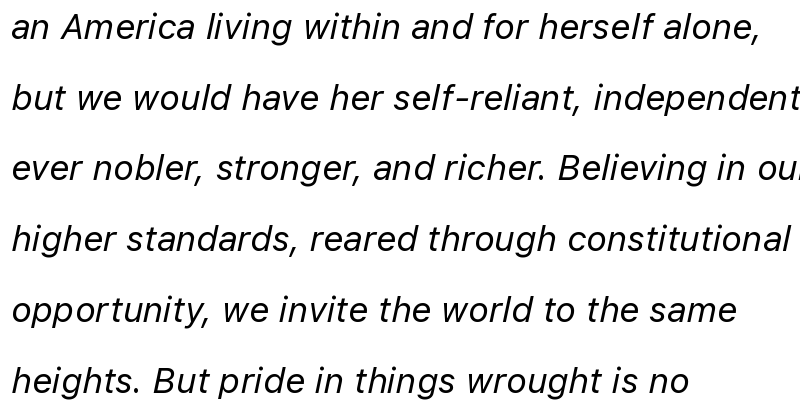 an America living within and for herself alone,
but we would have her self-reliant, independent
ever nobler, stronger, and richer. Believing in our
higher standards, reared through constitutional
opportunity, we invite the world to the same
heights. But pride in things wrought is no